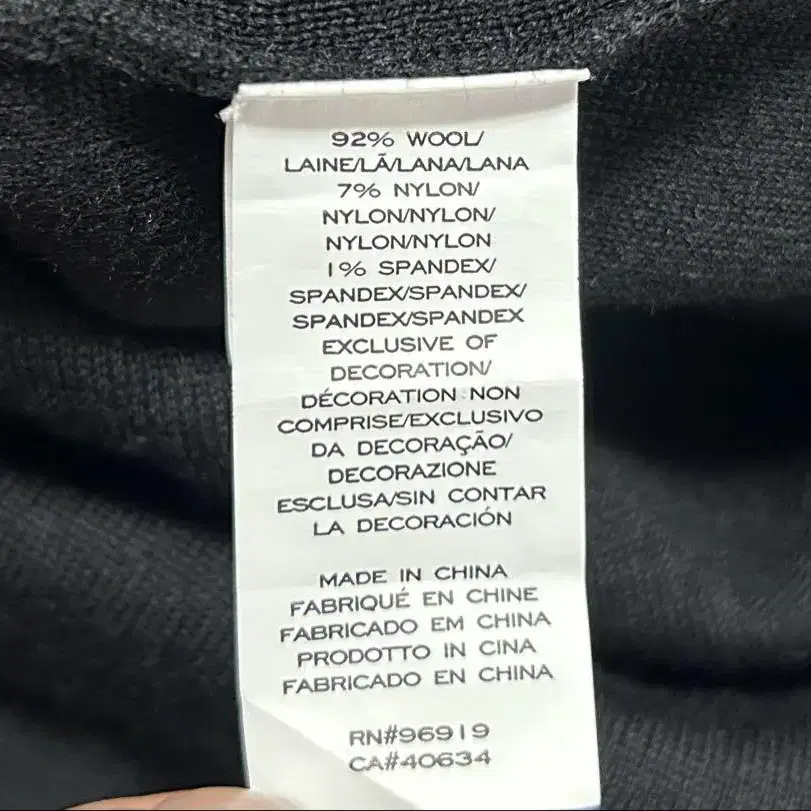 92% WOOL/
LAINE/LÃ/LANA/LANA
7% NYLON/
NYLON/NYLON/
NYLON/NYLON
1% SPANDEX/
SPANDEX/SPANDEX/
SPANDEX/SPANDEX
EXCLUSIVE OF
DECORATION/
DÉCORATION NON
COMPRISE/EXCLUSIVO
DA DECORAÇÃO/
DECORAZIONE
ESCLUSA/SIN CONTAR
LA DECORACIÓN
MADE IN CHINA
FABRIQUÉ EN CHINE
FABRICADO EM CHINA
PRODOTTO IN CINA
FABRICADO EN CHINA
RN#96919
CA#40634